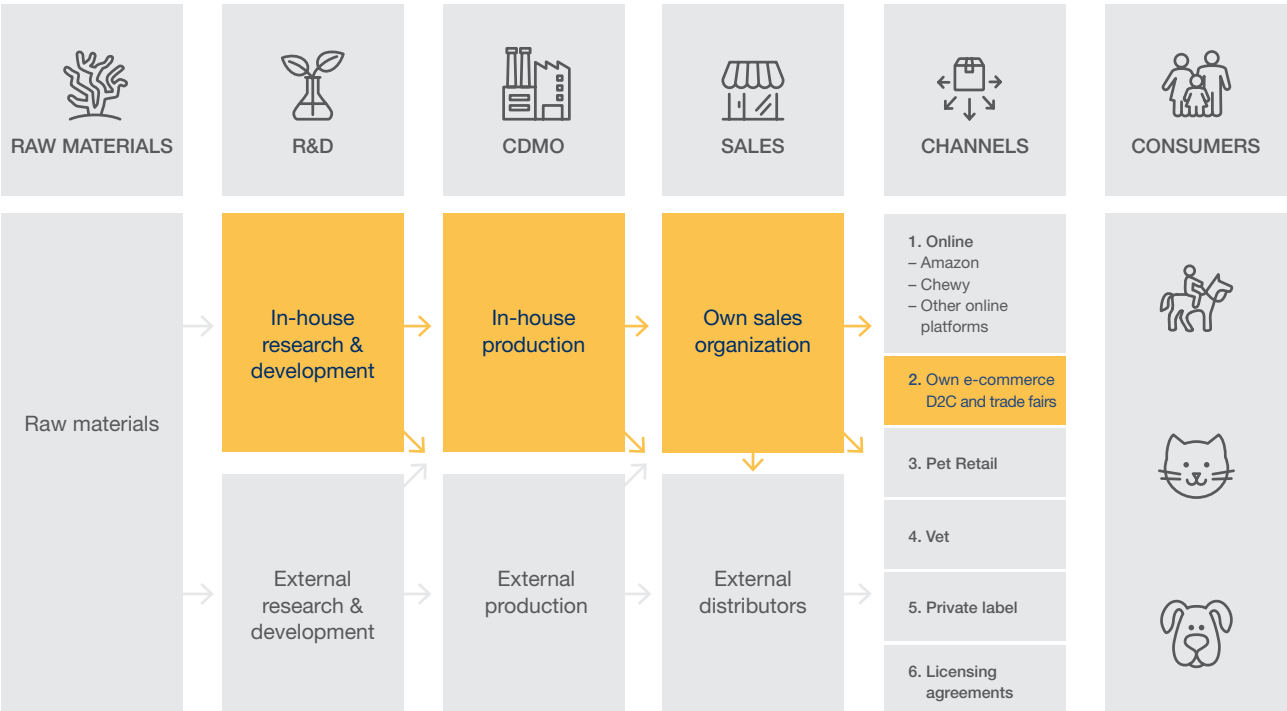 RAW MATERIALS
R&D
CDMO
SALES
CHANNELS
CONSUMERS
Raw materials
In-house
research &
development
In-house
production
Own sales
organization
External
research &
development
External
production
External
distributors
1. Online
– Amazon
– Chewy
– Other online
platforms
2. Own e-commerce
D2C and trade fairs
3. Pet Retail
4. Vet
5. Private label
6. Licensing
agreements